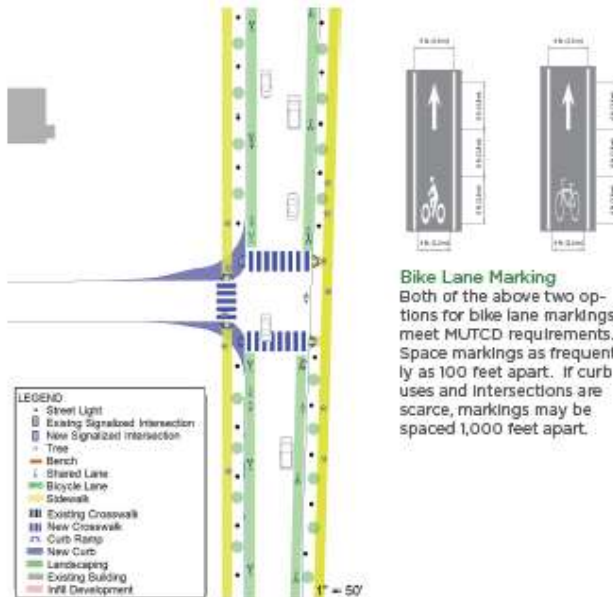 Bike Lane Marking
Both of the above two op-
tions for bike lane markings
meet MUTCD requirements.
Space markings as frequent
ly as 100 feet apart. If curb
uses and intersections are
scarce, markings may be
spaced 1,000 feet apart.
LEGEND
Street Light
Existing Signalized Intersection
New Signalized Intersection
Tree
Bench
Shared Lane
Bicycle Lane
Sidewalk
Existing Crosswalk
New Crosswalk
Curb Ramp
New Curb
Landscaping
Existing Building
Infill Development
1" = 50'